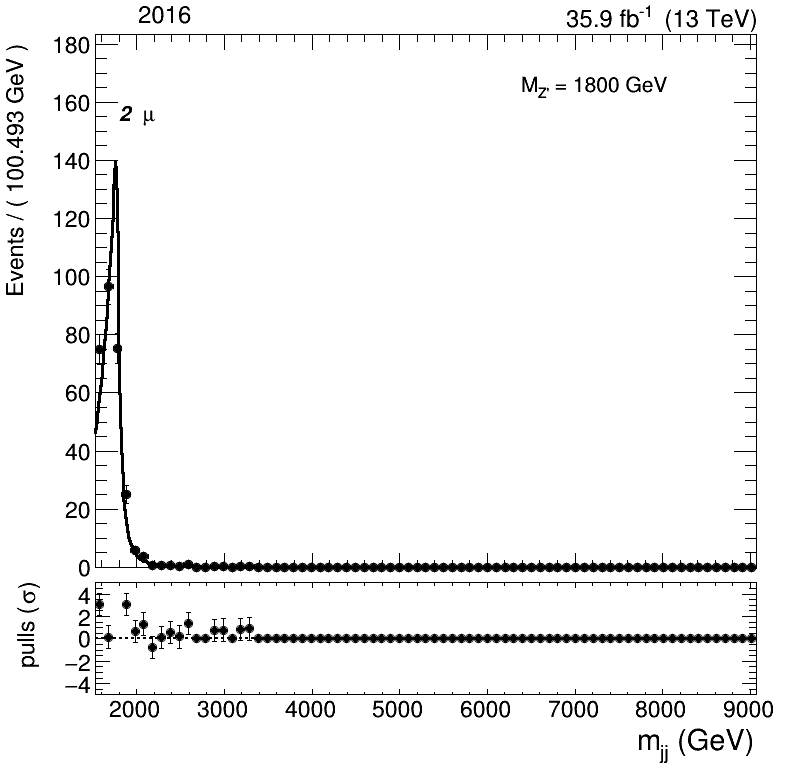 2016
35.9 fb⁻¹ (13 TeV)
Events / ( 100.493 GeV )
180
160
140
120
100
80
60
40
20
0
M_Z' = 1800 GeV
2 μ
pulls (σ)
4
2
0
−2
−4
2000 3000 4000 5000 6000 7000 8000 9000
m_jj (GeV)